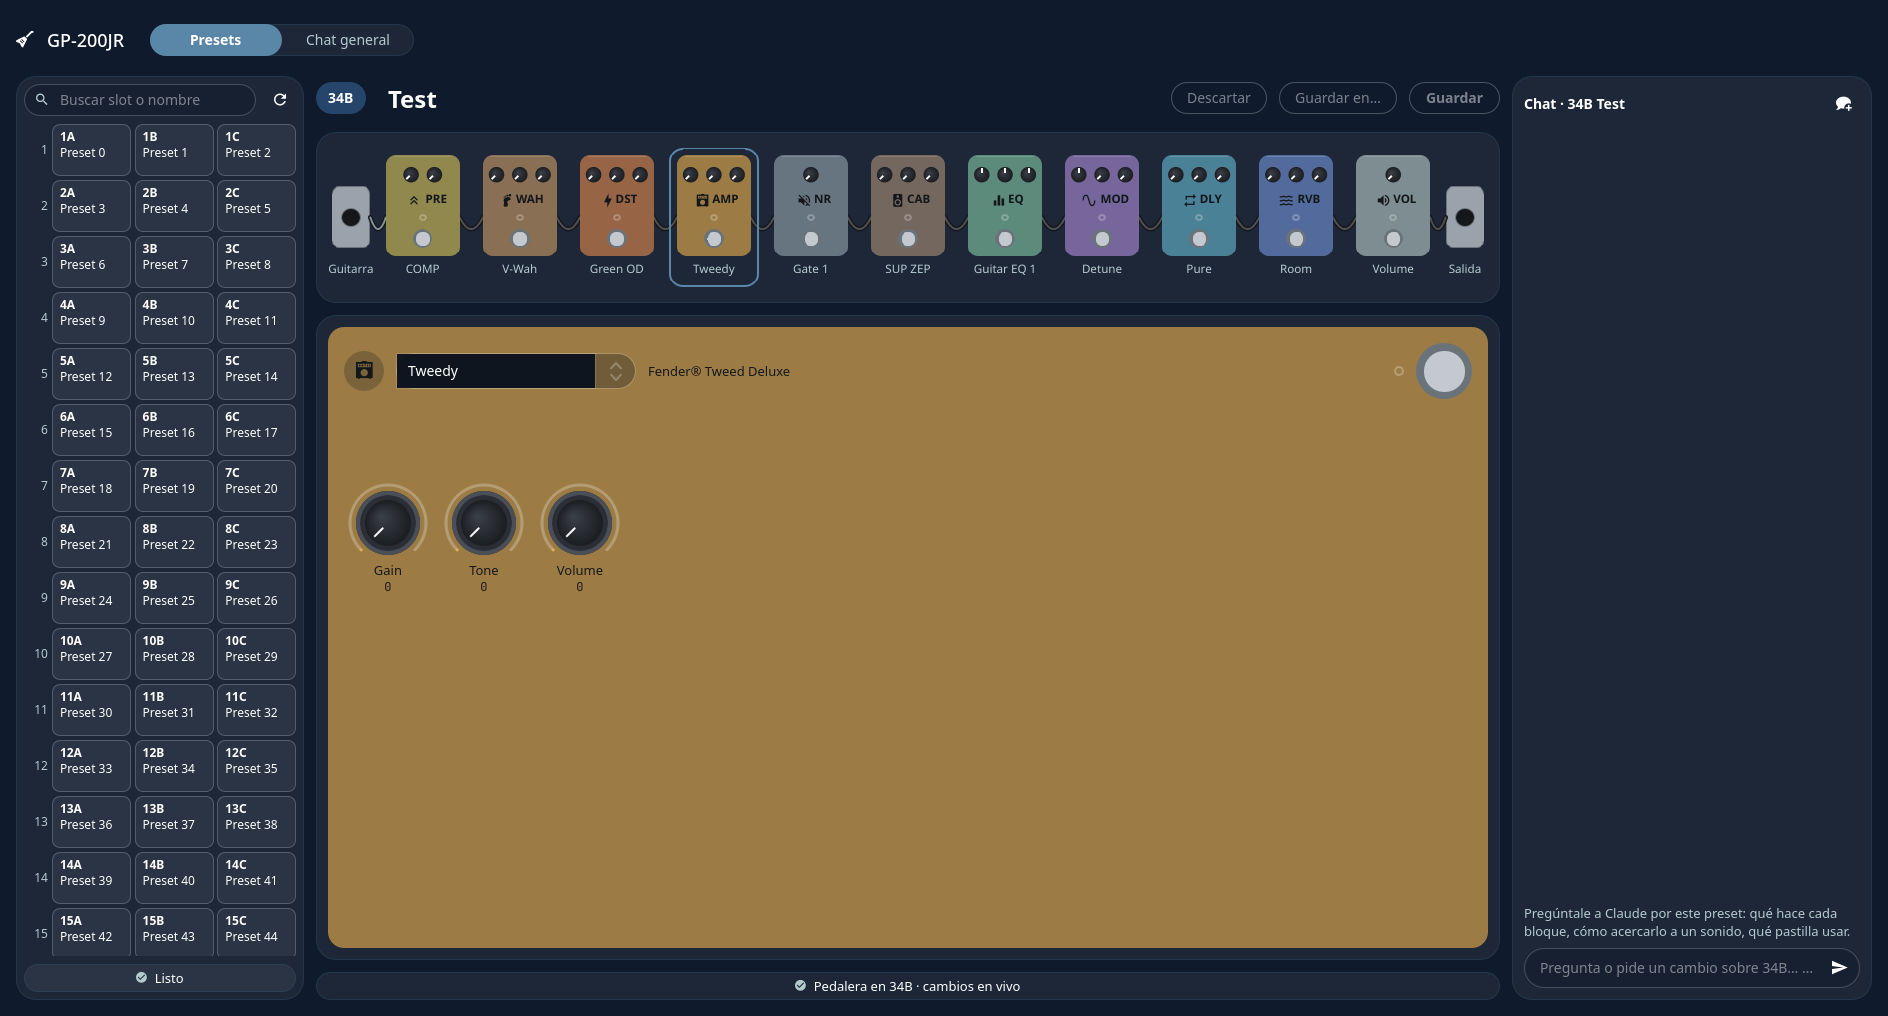 GP-200JR
Presets
Chat general
Buscar slot o nombre
1
1A
Preset 0
1B
Preset 1
1C
Preset 2
2
2A
Preset 3
2B
Preset 4
2C
Preset 5
3
3A
Preset 6
3B
Preset 7
3C
Preset 8
4
4A
Preset 9
4B
Preset 10
4C
Preset 11
5
5A
Preset 12
5B
Preset 13
5C
Preset 14
6
6A
Preset 15
6B
Preset 16
6C
Preset 17
7
7A
Preset 18
7B
Preset 19
7C
Preset 20
8
8A
Preset 21
8B
Preset 22
8C
Preset 23
9
9A
Preset 24
9B
Preset 25
9C
Preset 26
10
10A
Preset 27
10B
Preset 28
10C
Preset 29
11
11A
Preset 30
11B
Preset 31
11C
Preset 32
12
12A
Preset 33
12B
Preset 34
12C
Preset 35
13
13A
Preset 36
13B
Preset 37
13C
Preset 38
14
14A
Preset 39
14B
Preset 40
14C
Preset 41
15
15A
Preset 42
15B
Preset 43
15C
Preset 44
Listo
34B
Test
Descartar
Guardar en...
Guardar
Guitarra
PRE
COMP
WAH
V-Wah
DST
Green OD
AMP
Tweedy
NR
Gate 1
CAB
SUP ZEP
EQ
Guitar EQ 1
MOD
Detune
DLY
Pure
RVB
Room
VOL
Volume
Salida
Tweedy
Fender® Tweed Deluxe
Gain
0
Tone
0
Volume
0
Pedalera en 34B · cambios en vivo
Chat · 34B Test
Pregúntale a Claude por este preset: qué hace cada
bloque, cómo acercarlo a un sonido, qué pastilla usar.
Pregunta o pide un cambio sobre 34B... ...